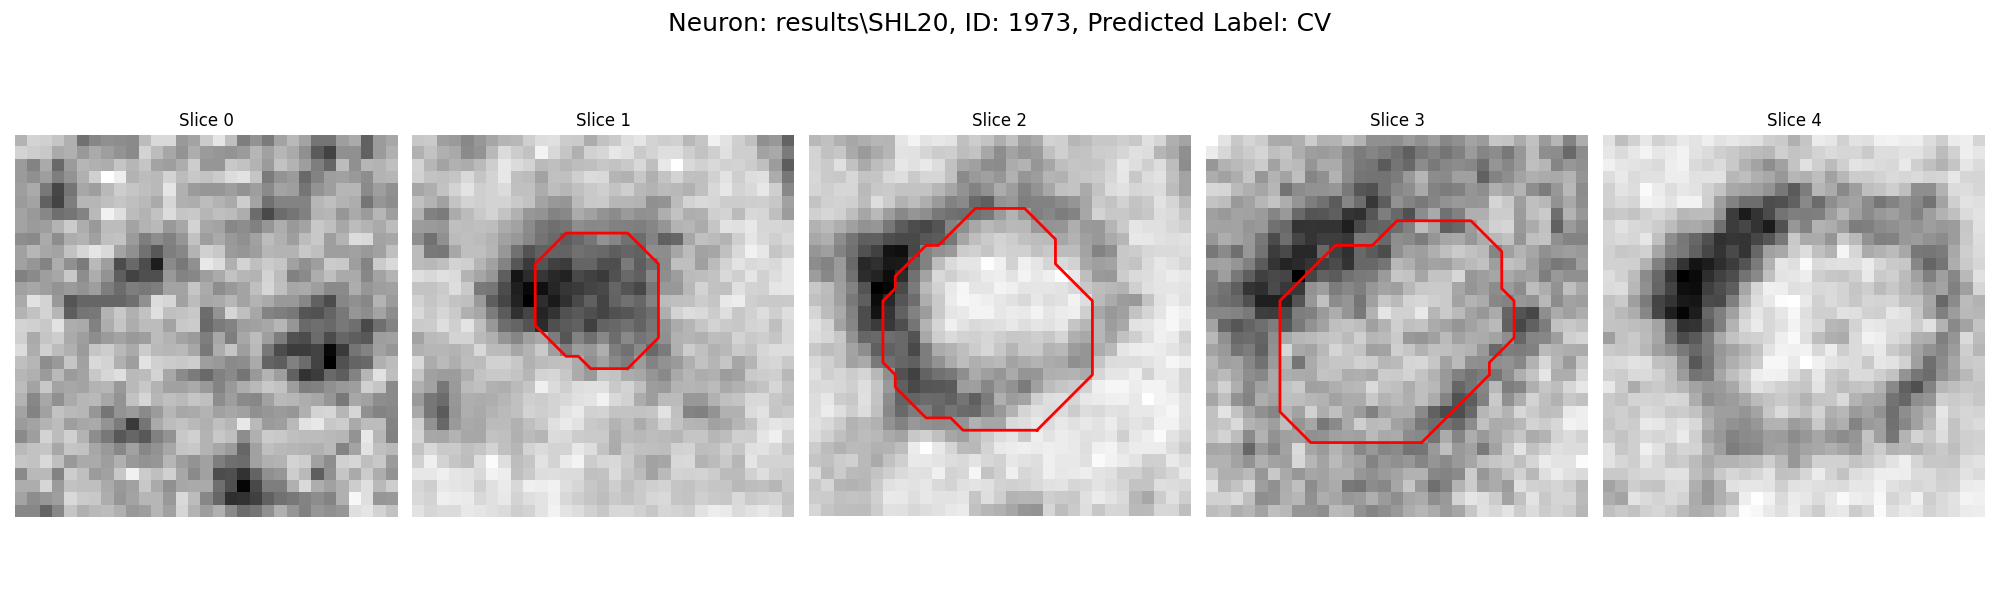 Neuron: results\SHL20, ID: 1973, Predicted Label: CV
Slice 0
Slice 1
Slice 2
Slice 3
Slice 4